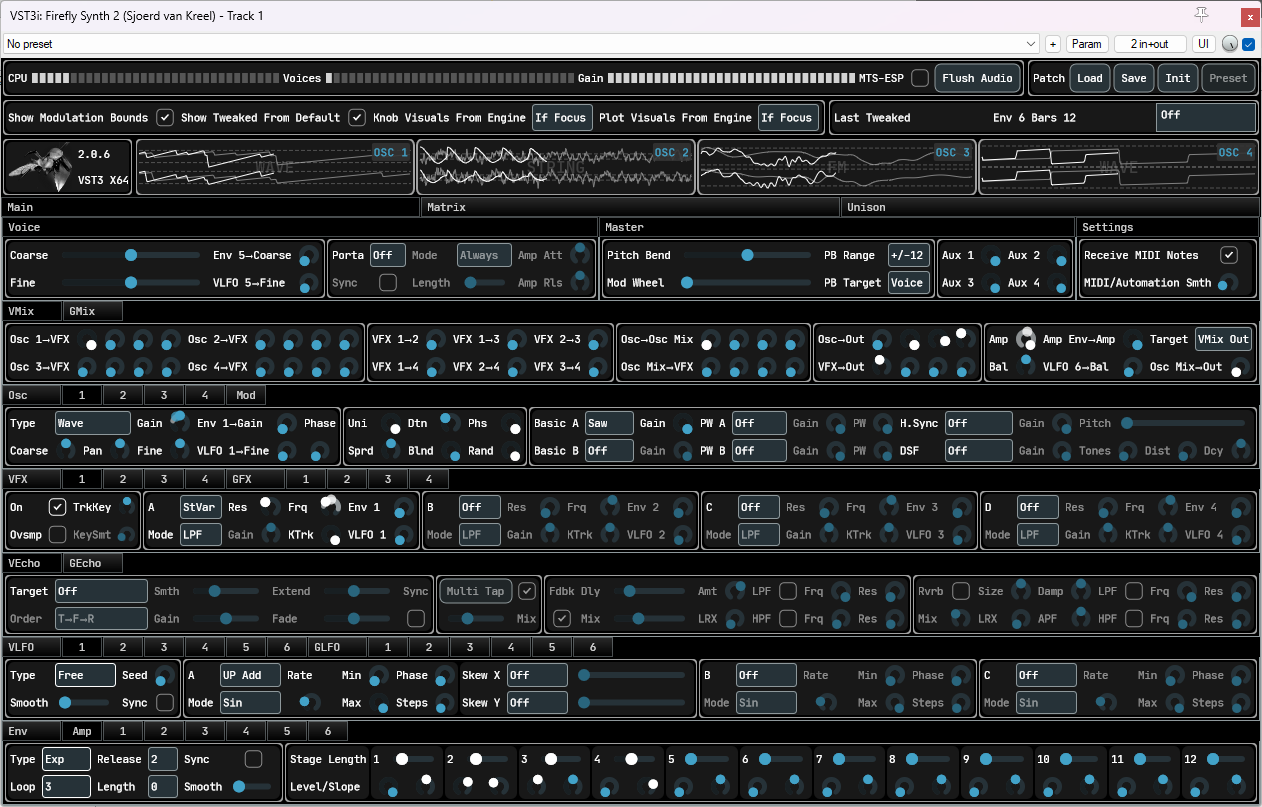 VST3i: Firefly Synth 2 (Sjoerd van Kreel) - Track 1
No preset + Param 2 in+out UI
CPU Voices Gain MTS-ESP Flush Audio Patch Load Save Init Preset
Show Modulation Bounds Show Tweaked From Default Knob Visuals From Engine If Focus Plot Visuals From Engine If Focus Last Tweaked Env 6 Bars 12 Off
2.0.6 OSC 1 OSC 2 OSC 3 OSC 4
VST3 X64 WAVE STRING FM WAVE
Main Matrix Unison
Voice Master Settings
Coarse Env 5→Coarse Porta Off Mode Always Amp Att Pitch Bend PB Range +/-12 Aux 1 Aux 2 Receive MIDI Notes
Fine VLFO 5→Fine Sync Length Amp Rls Mod Wheel PB Target Voice Aux 3 Aux 4 MIDI/Automation Smth
VMix GMix
Osc 1→VFX Osc 2→VFX VFX 1→2 VFX 1→3 VFX 2→3 Osc→Osc Mix Osc→Out Amp Amp Env→Amp Target VMix Out
Osc 3→VFX Osc 4→VFX VFX 1→4 VFX 2→4 VFX 3→4 Osc Mix→VFX VFX→Out Bal VLFO 6→Bal Osc Mix→Out
Osc 1 2 3 4 Mod
Type Wave Gain Env 1→Gain Phase Uni Dtn Phs Basic A Saw Gain PW A Off Gain PW H.Sync Off Gain Pitch
Coarse Pan Fine VLFO 1→Fine Sprd Blnd Rand Basic B Off Gain PW B Off Gain PW DSF Off Gain Tones Dist Dcy
VFX 1 2 3 4 GFX 1 2 3 4
On TrkKey A StVar Res Frq Env 1 B Off Res Frq Env 2 C Off Res Frq Env 3 D Off Res Frq Env 4
Ovsmp KeySmt Mode LPF Gain KTrk VLFO 1 Mode LPF Gain KTrk VLFO 2 Mode LPF Gain KTrk VLFO 3 Mode LPF Gain KTrk VLFO 4
VEcho GEcho
Target Off Smth Extend Sync Multi Tap Fdbk Dly Amt LPF Frq Res Rvrb Size Damp LPF Frq Res
Order T→F→R Gain Fade Mix Mix LRX HPF Frq Res Mix LRX APF HPF Frq Res
VLFO 1 2 3 4 5 6 GLFO 1 2 3 4 5 6
Type Free Seed A UP Add Rate Min Phase Skew X Off B Off Rate Min Phase C Off Rate Min Phase
Smooth Sync Mode Sin Max Steps Skew Y Off Mode Sin Max Steps Mode Sin Max Steps
Env Amp 1 2 3 4 5 6
Type Exp Release 2 Sync Stage Length 1 2 3 4 5 6 7 8 9 10 11 12
Loop 3 Length 0 Smooth Level/Slope